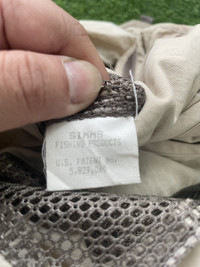 SIMMS
FISHING PRODUCTS
U.S. PATENT No.